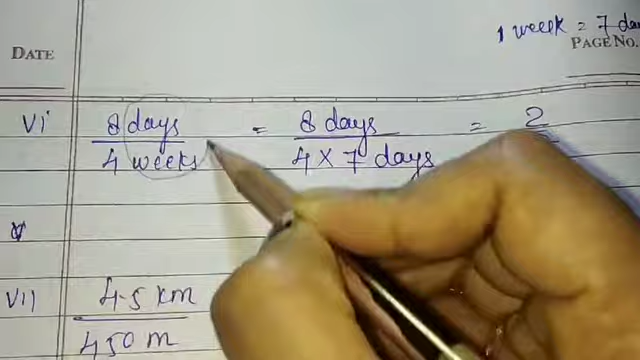 1 week = 7 days
DATE
PAGE NO.
vi 8 days / 4 weeks = 8 days / 4 × 7 days = 2
vii 4.5 km / 450 m